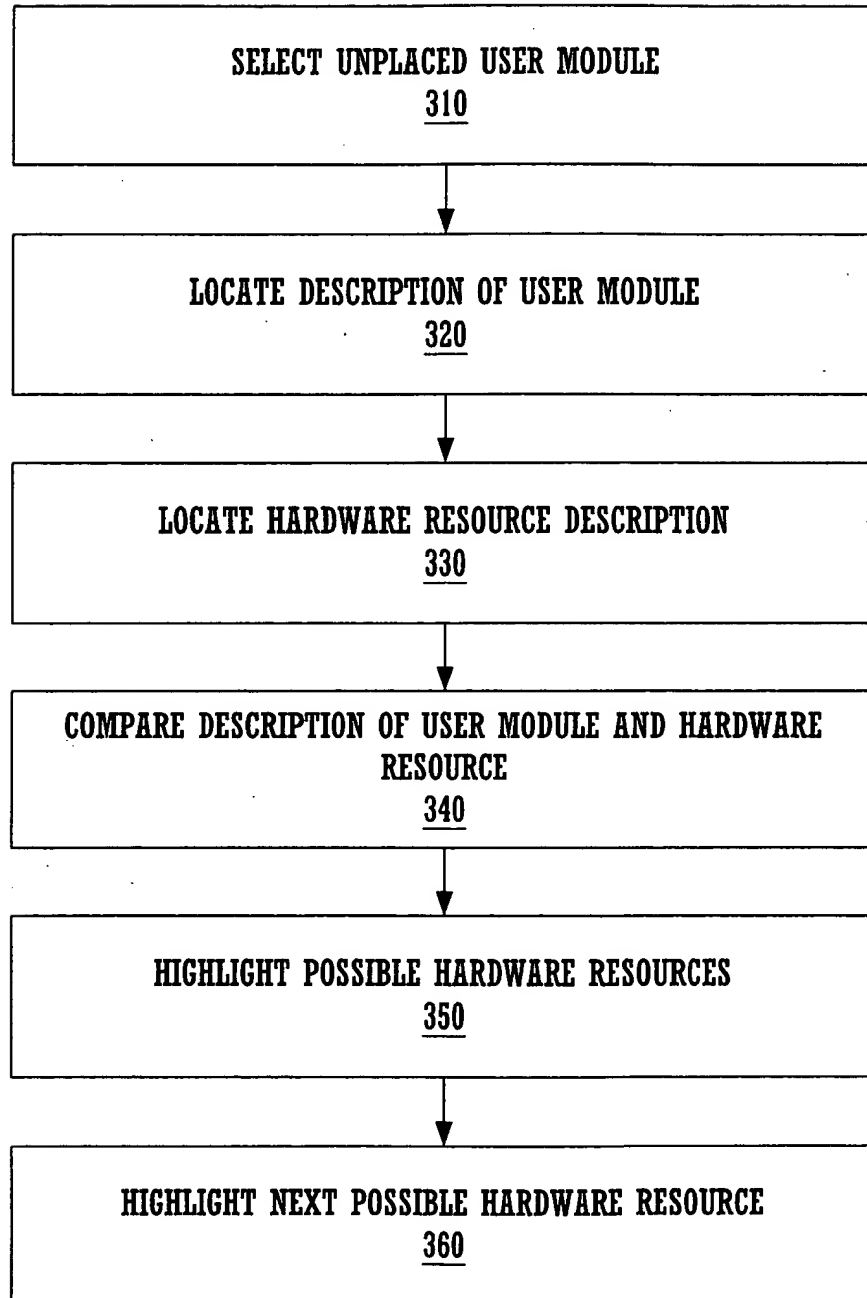 SELECT UNPLACED USER MODULE
310
LOCATE DESCRIPTION OF USER MODULE
320
LOCATE HARDWARE RESOURCE DESCRIPTION
330
COMPARE DESCRIPTION OF USER MODULE AND HARDWARE
RESOURCE
340
HIGHLIGHT POSSIBLE HARDWARE RESOURCES
350
HIGHLIGHT NEXT POSSIBLE HARDWARE RESOURCE
360